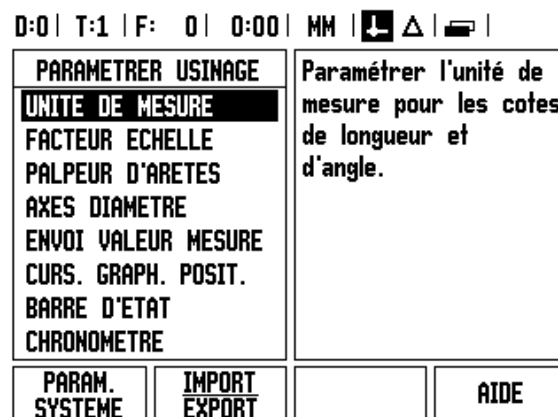 D:0| T:1 |F: 0| 0:00| MM | Δ| |
PARAMETRER USINAGE
UNITE DE MESURE
FACTEUR ECHELLE
PALPEUR D'ARETES
AXES DIAMETRE
ENVOI VALEUR MESURE
CURS. GRAPH. POSIT.
BARRE D'ETAT
CHRONOMETRE
Paramétrer l'unité de
mesure pour les cotes
de longueur et
d'angle.
PARAM.
SYSTEME
IMPORT
EXPORT
AIDE